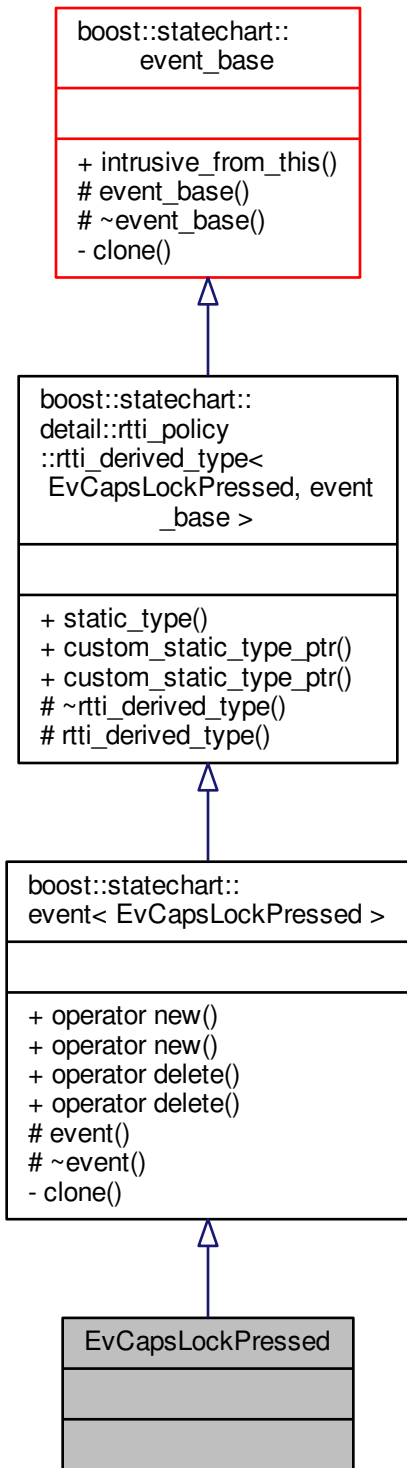 boost::statechart::
event_base
+ intrusive_from_this()
# event_base()
# ~event_base()
- clone()
boost::statechart::
detail::rtti_policy
::rtti_derived_type<
EvCapsLockPressed, event
_base >
+ static_type()
+ custom_static_type_ptr()
+ custom_static_type_ptr()
# ~rtti_derived_type()
# rtti_derived_type()
boost::statechart::
event< EvCapsLockPressed >
+ operator new()
+ operator new()
+ operator delete()
+ operator delete()
# event()
# ~event()
- clone()
EvCapsLockPressed